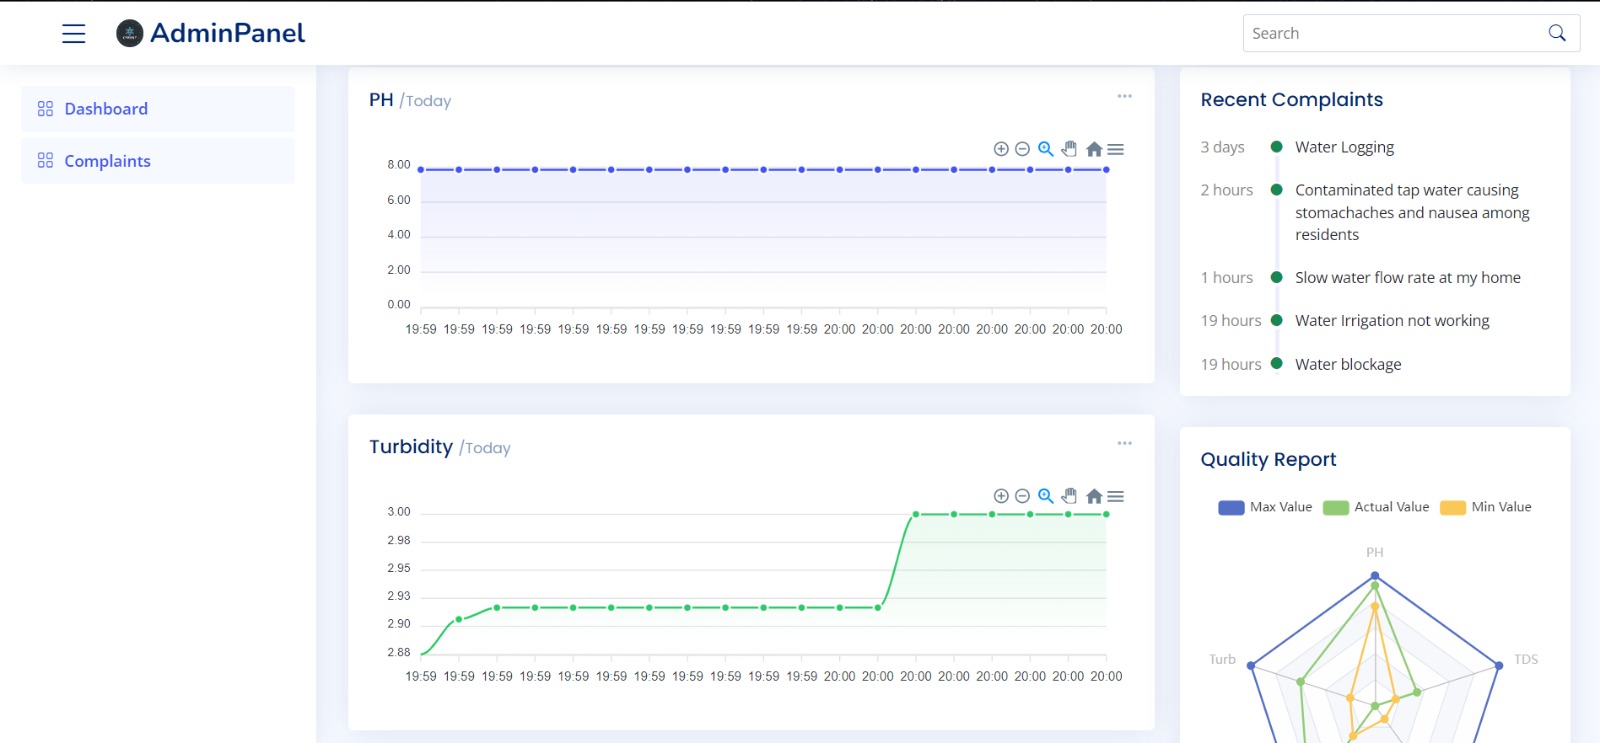 AdminPanel
Search
Dashboard
Complaints
PH /Today
8.00
6.00
4.00
2.00
0.00
19:59 19:59 19:59 19:59 19:59 19:59 19:59 19:59 19:59 19:59 19:59 20:00 20:00 20:00 20:00 20:00 20:00 20:00 20:00
Turbidity /Today
3.00
2.98
2.95
2.93
2.90
2.88
19:59 19:59 19:59 19:59 19:59 19:59 19:59 19:59 19:59 19:59 19:59 20:00 20:00 20:00 20:00 20:00 20:00 20:00 20:00
Recent Complaints
3 days Water Logging
2 hours Contaminated tap water causing
stomachaches and nausea among
residents
1 hours Slow water flow rate at my home
19 hours Water Irrigation not working
19 hours Water blockage
Quality Report
Max Value Actual Value Min Value
PH
Turb TDS